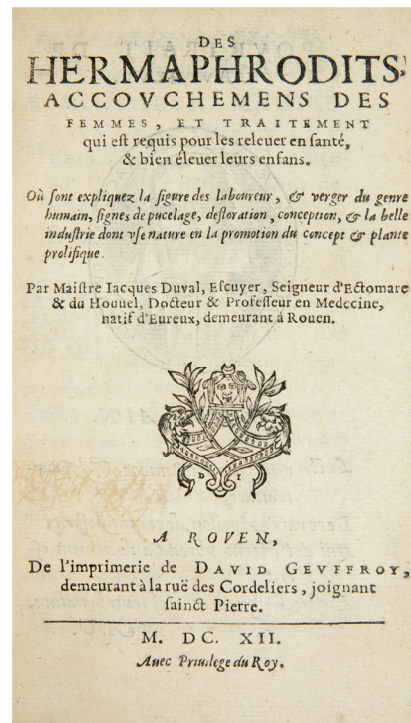 DES
HERMAPHRODITS,
ACCOVCHEMENS DES
FEMMES, ET TRAITEMENT
qui eſt requis pour les releuer en ſanté,
& bien éleuer leurs enfans.
Où ſont expliquez la figure des laboureur, & verger du genre
humain, ſignes de pucelage, defloration, conception, & la belle
induſtrie dont vſe nature en la promotion du concept & plante
prolifique.
Par Maiſtre Iacques Duval, Eſcuyer, Seigneur d'Ectomare
& du Houuel, Docteur & Profeſſeur en Medecine,
natif d'Eureux, demeurant à Rouen.
D I
A ROVEN,
De l'imprimerie de DAVID GEVFFROY,
demeurant à la ruë des Cordeliers, joignant
ſainct Pierre.
M. DC. XII.
Auec Priuilege du Roy.